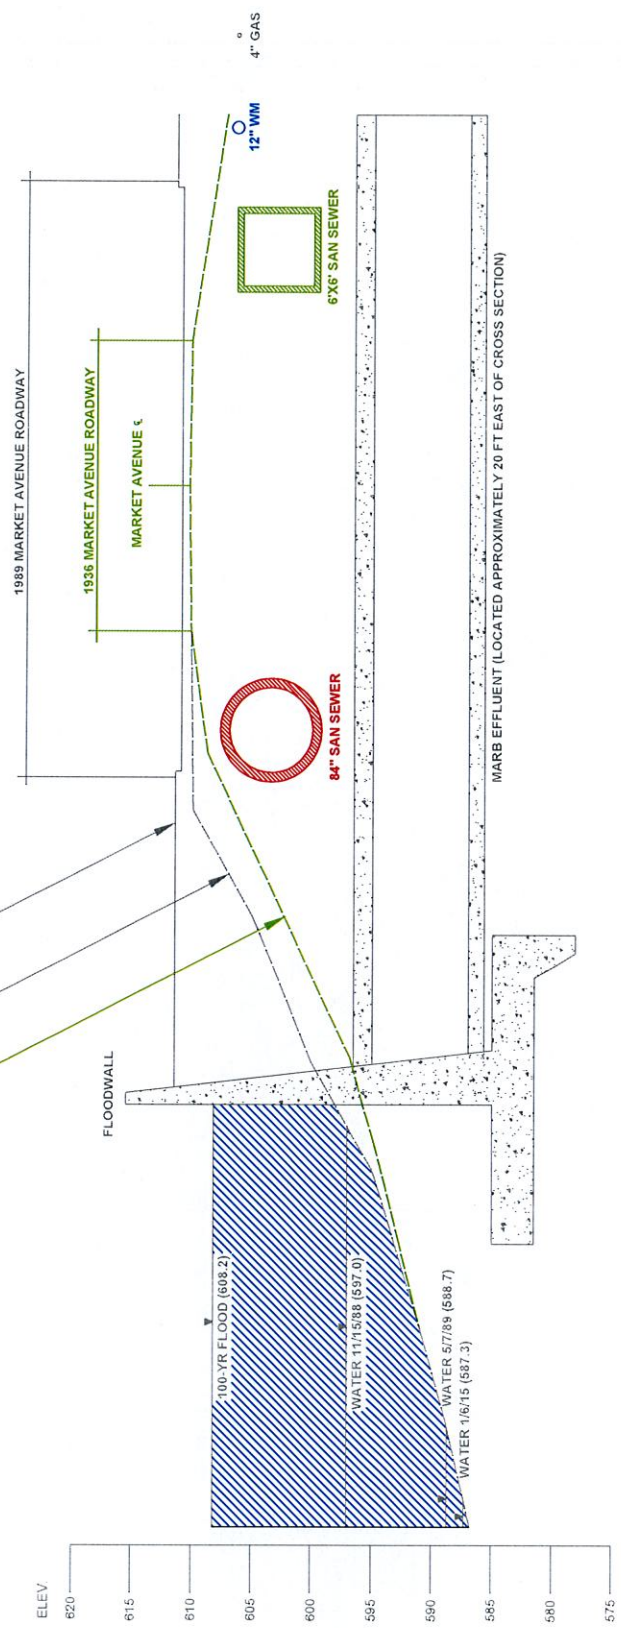 1989 MARKET AVENUE ROADWAY
1936 MARKET AVENUE ROADWAY
MARKET AVENUE ℄
4" GAS
12" WM
6'X6' SAN SEWER
84" SAN SEWER
MARB EFFLUENT (LOCATED APPROXIMATELY 20 FT EAST OF CROSS SECTION)
FLOODWALL
100-YR FLOOD (608.2)
WATER 11/15/88 (597.0)
WATER 5/7/89 (588.7)
WATER 1/6/15 (587.3)
ELEV.
620
615
610
605
600
595
590
585
580
575